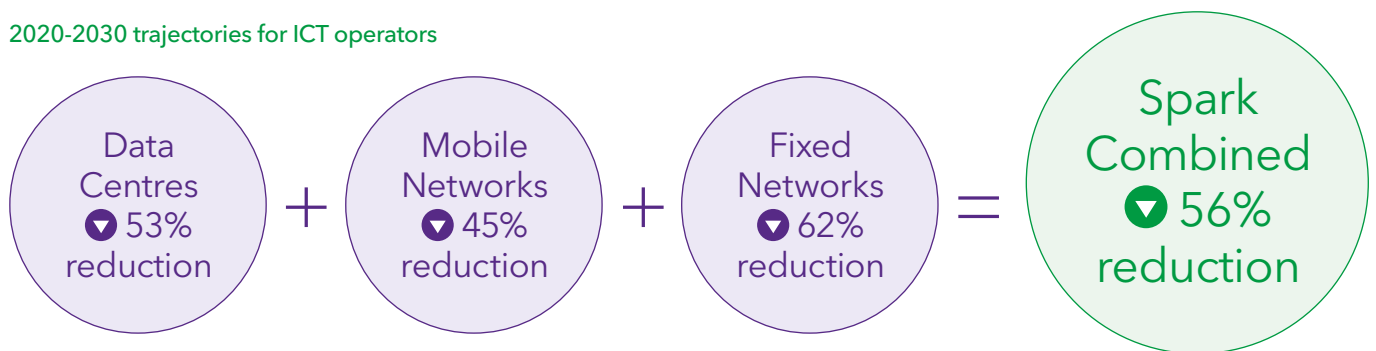 2020-2030 trajectories for ICT operators
Data
Centres
53%
reduction
+
Mobile
Networks
45%
reduction
+
Fixed
Networks
62%
reduction
=
Spark
Combined
56%
reduction